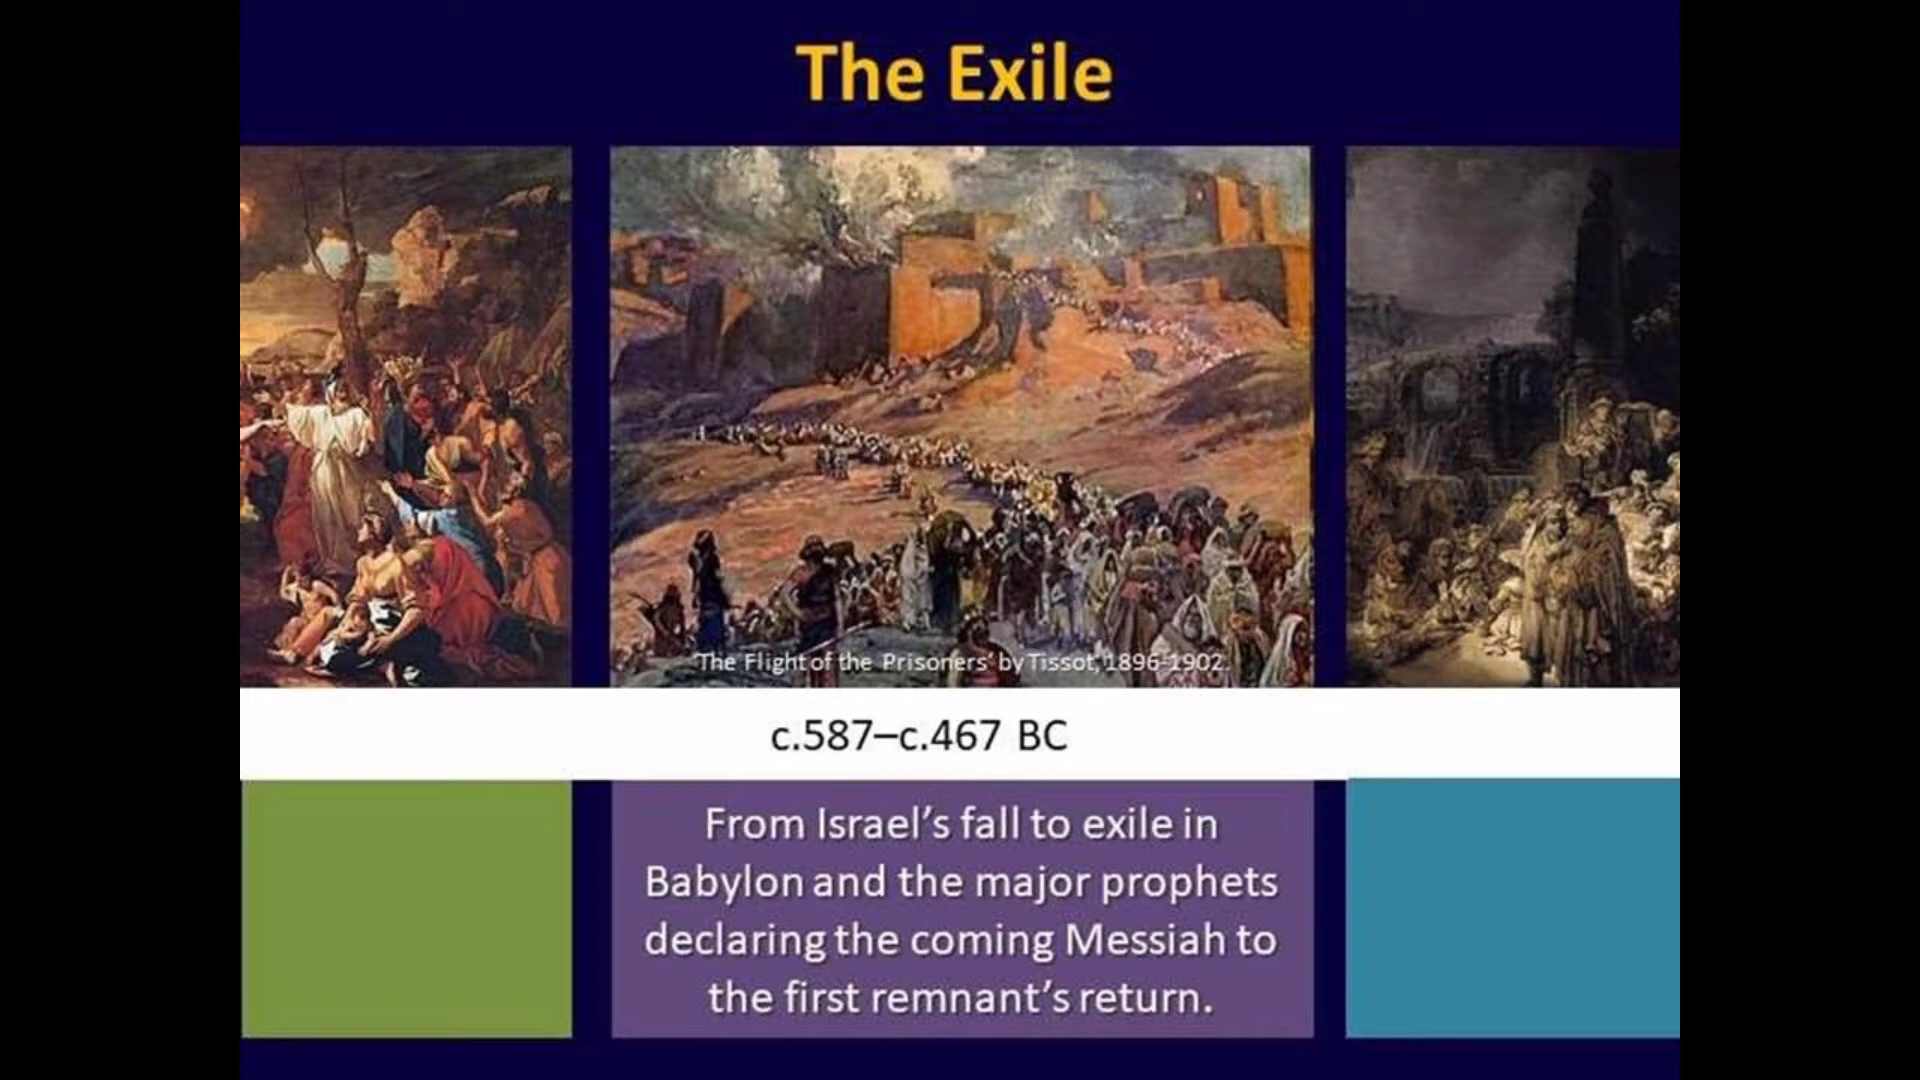 The Exile
'The Flight of the Prisoners' by Tissot, 1896-1902.
c.587–c.467 BC
From Israel's fall to exile in
Babylon and the major prophets
declaring the coming Messiah to
the first remnant's return.